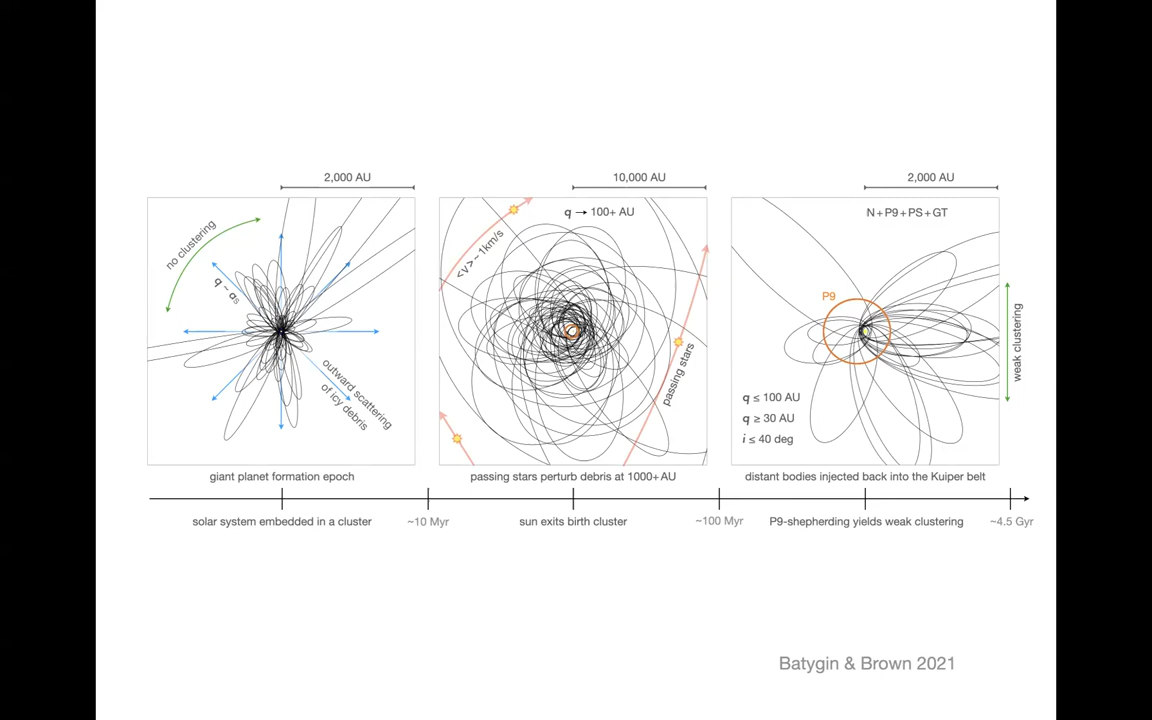 2,000 AU
no clustering
q ~ as
outward scattering
of icy debris
giant planet formation epoch
10,000 AU
q → 100+ AU
<v> ~ 1km/s
passing stars
passing stars perturb debris at 1000+ AU
2,000 AU
N + P9 + PS + GT
P9
weak clustering
q ≤ 100 AU
q ≥ 30 AU
i ≤ 40 deg
distant bodies injected back into the Kuiper belt
solar system embedded in a cluster
~10 Myr
sun exits birth cluster
~100 Myr
P9-shepherding yields weak clustering
~4.5 Gyr
Batygin & Brown 2021